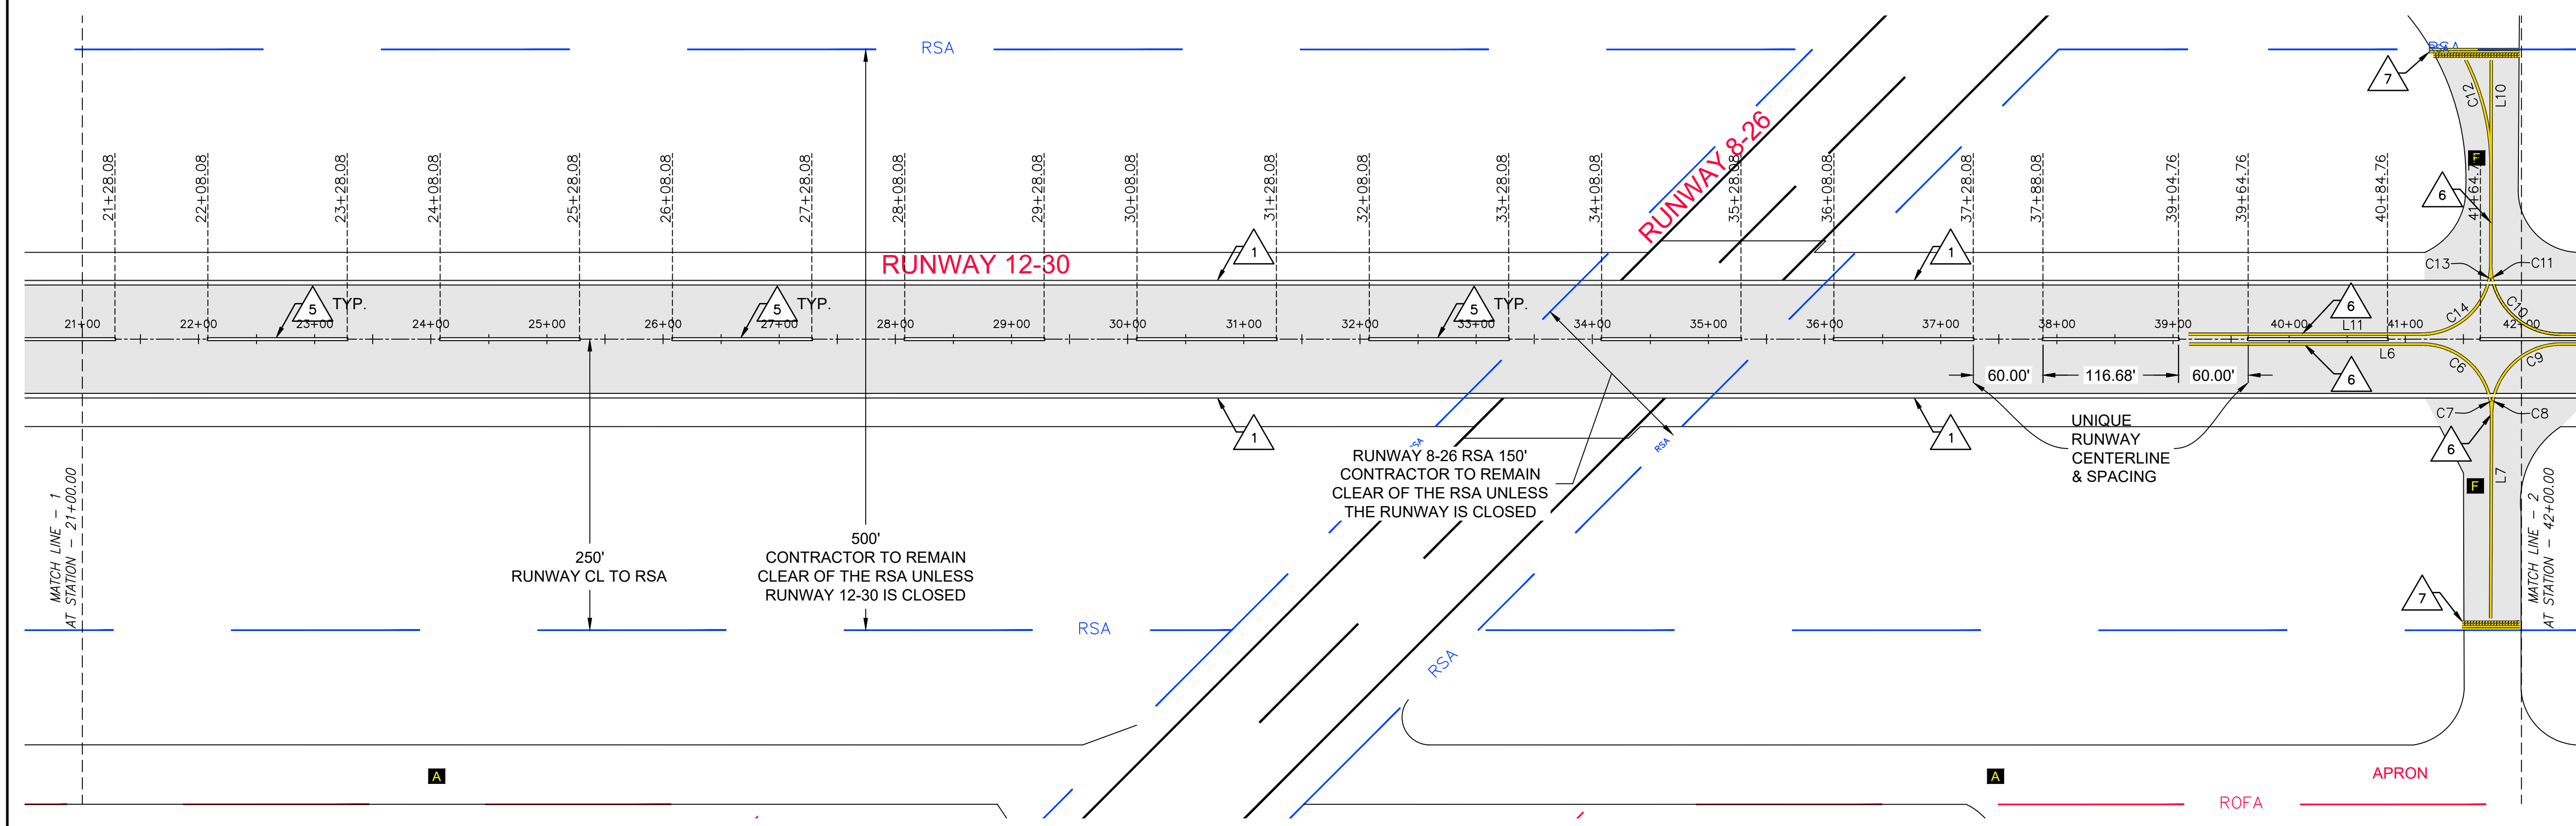 RSA
RSA
7
C12
L10
RUNWAY 8-26
21+28.08
22+08.08
23+28.08
24+08.08
25+28.08
26+08.08
27+28.08
28+08.08
29+28.08
30+08.08
31+28.08
32+08.08
33+28.08
34+08.08
35+28.08
36+08.08
37+28.08
37+88.08
39+04.76
39+64.76
40+84.76
F
6
RUNWAY 12-30
1
1
C13
C11
5 TYP.
5 TYP.
5 TYP.
6
C14
C10
21+00
22+00
23+00
24+00
25+00
26+00
27+00
28+00
29+00
30+00
31+00
32+00
33+00
34+00
35+00
36+00
37+00
38+00
39+00
40+00
L11
41+00
42+00
L6
C6
C9
60.00'
116.68'
60.00'
6
C7
C8
1
1
6
UNIQUE
RUNWAY
CENTERLINE
& SPACING
RSA
RSA
RUNWAY 8-26 RSA 150'
CONTRACTOR TO REMAIN
CLEAR OF THE RSA UNLESS
THE RUNWAY IS CLOSED
L7
F
MATCH LINE - 1
AT STATION - 21+00.00
MATCH LINE - 2
AT STATION - 42+00.00
250'
RUNWAY CL TO RSA
500'
CONTRACTOR TO REMAIN
CLEAR OF THE RSA UNLESS
RUNWAY 12-30 IS CLOSED
7
RSA
RSA
A
A
APRON
ROFA